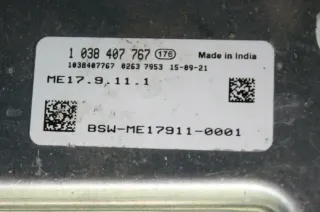 1 038 407 767 (176) Made in India
1038407767 0263 7953 15-09-21
ME17.9.11.1
BSW-ME17911-0001